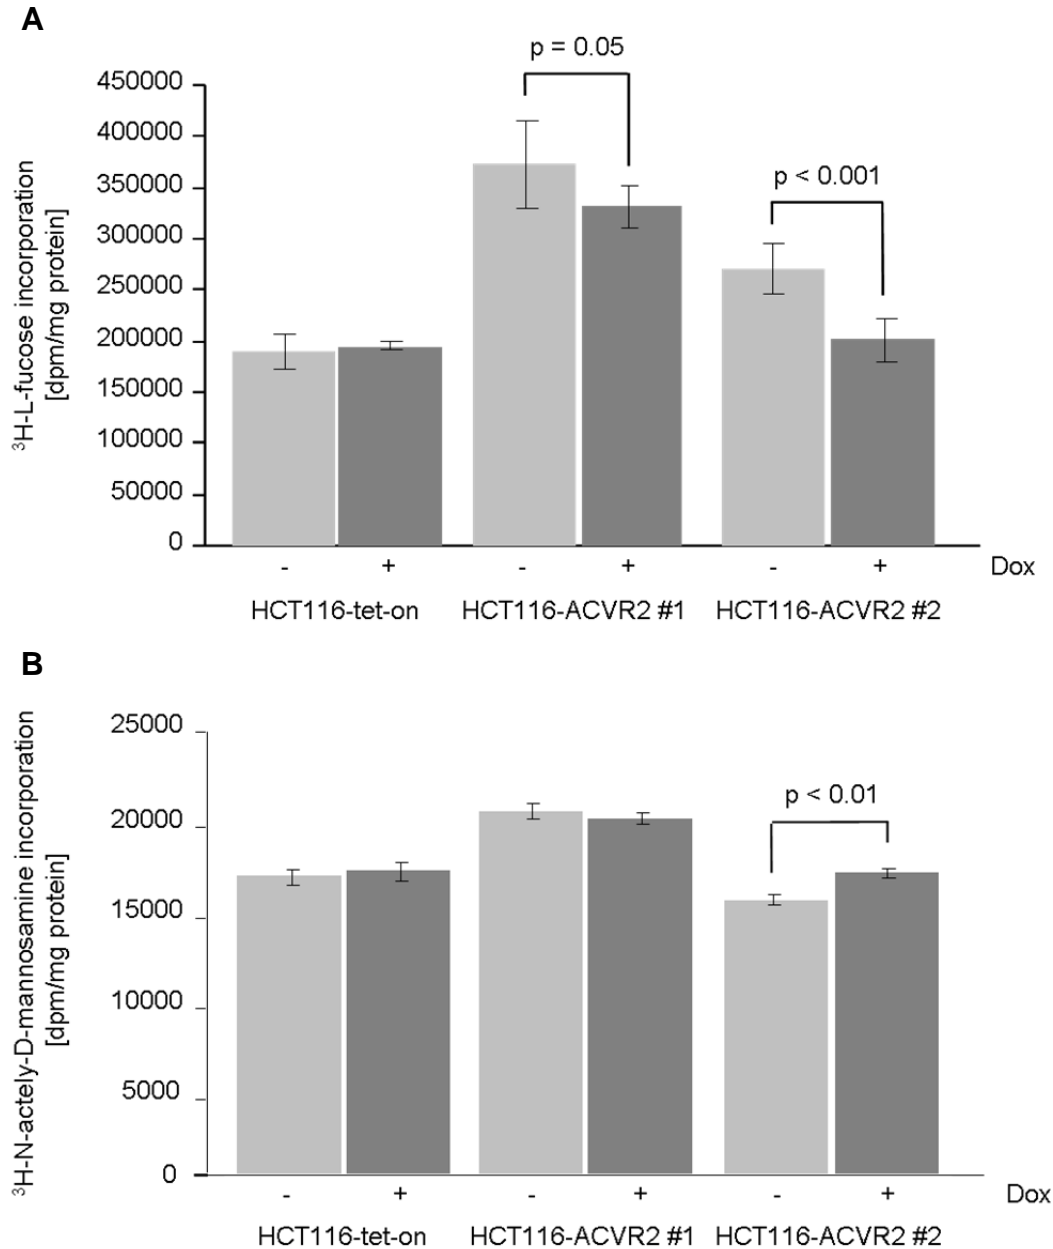 A
p = 0.05
p < 0.001
450000
400000
350000
300000
250000
200000
150000
100000
50000
0
³H-L-fucose incorporation
[dpm/mg protein]
- + - + - + Dox
HCT116-tet-on HCT116-ACVR2 #1 HCT116-ACVR2 #2
B
p < 0.01
25000
20000
15000
10000
5000
0
³H-N-actely-D-mannosamine incorporation
[dpm/mg protein]
- + - + - + Dox
HCT116-tet-on HCT116-ACVR2 #1 HCT116-ACVR2 #2